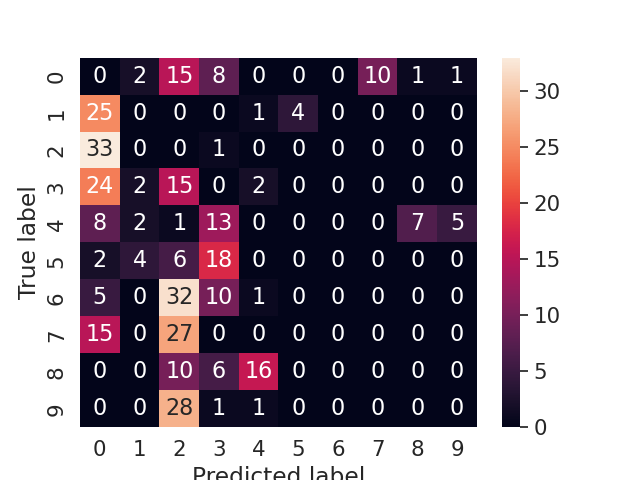 0 0 2 15 8 0 0 0 10 1 1
1 25 0 0 0 1 4 0 0 0 0
2 33 0 0 1 0 0 0 0 0 0
3 24 2 15 0 2 0 0 0 0 0
4 8 2 1 13 0 0 0 0 7 5
5 2 4 6 18 0 0 0 0 0 0
6 5 0 32 10 1 0 0 0 0 0
7 15 0 27 0 0 0 0 0 0 0
8 0 0 10 6 16 0 0 0 0 0
9 0 0 28 1 1 0 0 0 0 0
0 1 2 3 4 5 6 7 8 9
True label
Predicted label
30
25
20
15
10
5
0